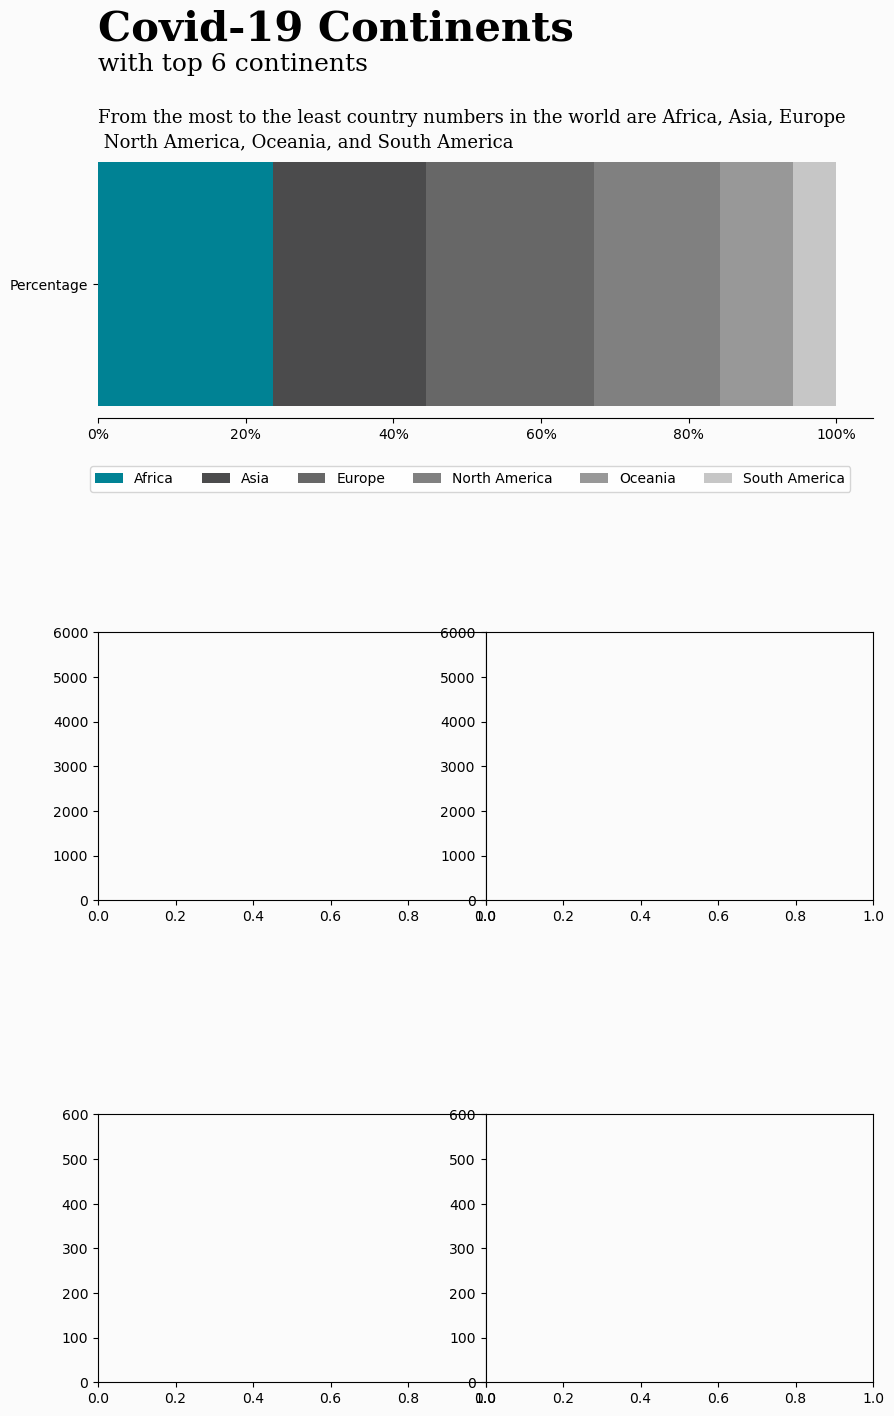 Covid-19 Continents
with top 6 continents
From the most to the least country numbers in the world are Africa, Asia, Europe
North America, Oceania, and South America
Percentage
0% 20% 40% 60% 80% 100%
Africa Asia Europe North America Oceania South America
6000 6000
5000 5000
4000 4000
3000 3000
2000 2000
1000 1000
0 0
0.0 0.2 0.4 0.6 0.8 1.0 0.0 0.2 0.4 0.6 0.8 1.0
600 600
500 500
400 400
300 300
200 200
100 100
0 0
0.0 0.2 0.4 0.6 0.8 1.0 0.0 0.2 0.4 0.6 0.8 1.0